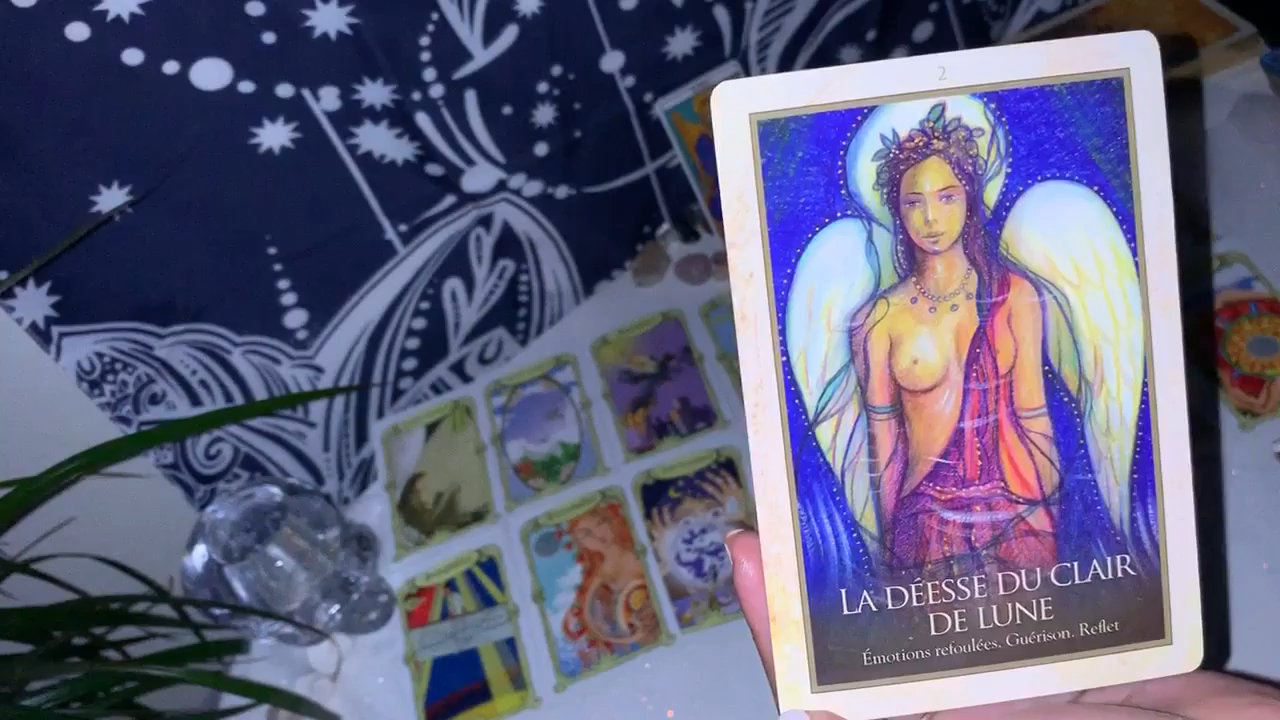 2
LA DÉESSE DU CLAIR
DE LUNE
Émotions refoulées. Guérison. Reflet